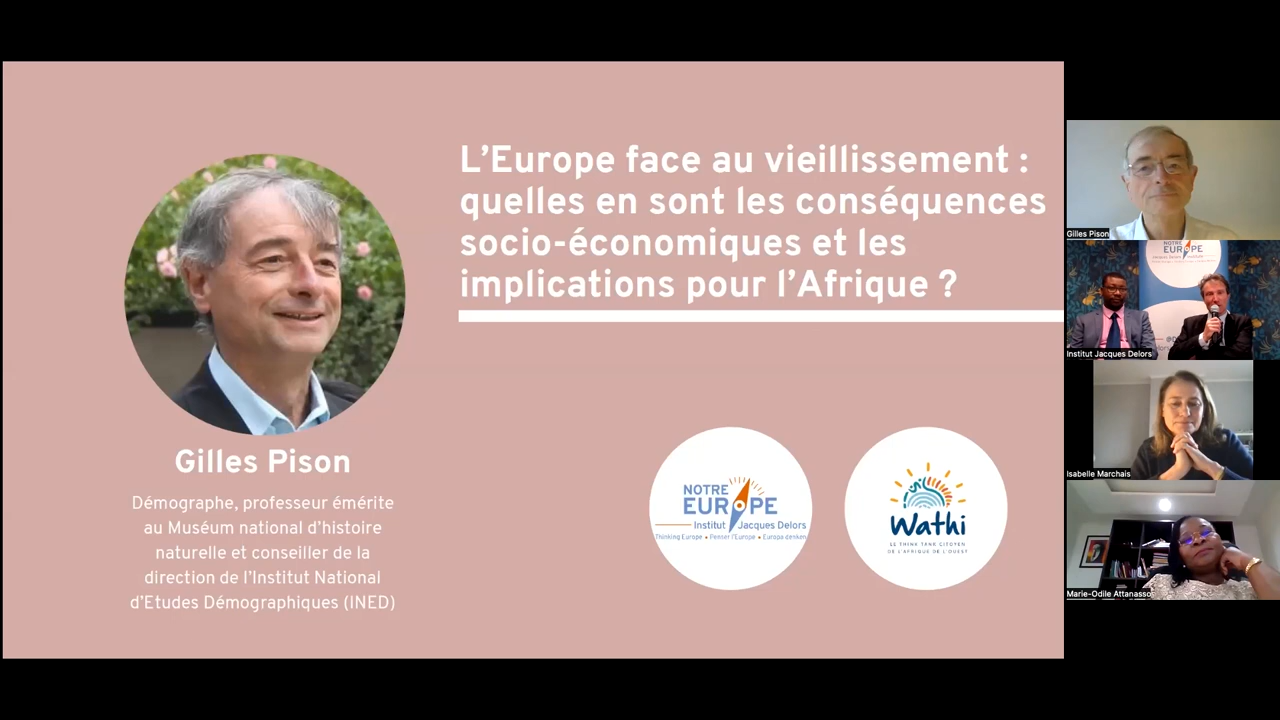 L'Europe face au vieillissement :
quelles en sont les conséquences
socio-économiques et les
implications pour l'Afrique ?
Gilles Pison
Démographe, professeur émérite
au Muséum national d'histoire
naturelle et conseiller de la
direction de l'Institut National
d'Etudes Démographiques (INED)
NOTRE
EUROPE
Institut Jacques Delors
Thinking Europe • Penser l'Europe • Europa denken
Wathi
LE THINK TANK CITOYEN
DE L'AFRIQUE DE L'OUEST
Gilles Pison
NOTRE
EUROPE
Institut Jacques Delors
Isabelle Marchais
Marie-Odile Attanasso